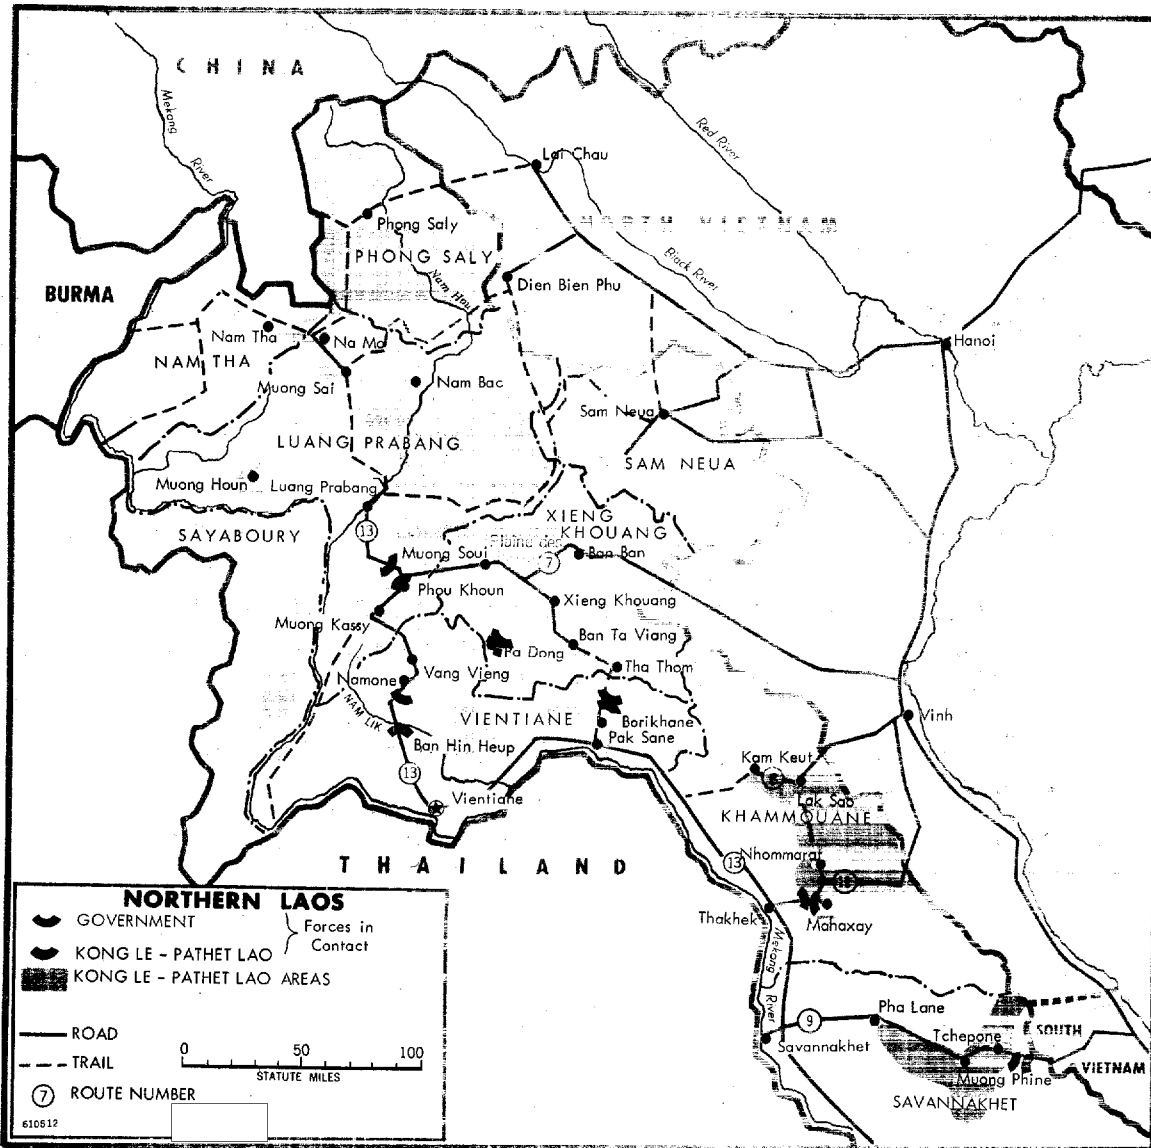 CHINA
Mekong
River
Red River
Lai Chau
Phong Saly
NORTH VIETNAM
PHONG SALY
Black River
Nam Hou
Dien Bien Phu
BURMA
Nam Tha
Na Mo
Hanoi
NAM THA
Muong Sai
Nam Bac
Sam Neua
LUANG PRABANG
SAM NEUA
Muong Houn
Luang Prabang
XIENG
KHOUANG
13
SAYABOURY
Plaine des
Muong Soui
7
Ban Ban
Phou Khoun
Xieng Khouang
Muong Kassy
Ban Ta Viang
Pa Dong
Tha Thom
Vang Vieng
Namone
NAM LIK
VIENTIANE
Borikhane
Pak Sane
Vinh
Ban Hin Heup
Kam Keut
13
Vientiane
Lak Sao
KHAMMOUANE
THAILAND
13
Nhommarat
Thakhek
Mahaxay
Mekong
River
Pha Lane
9
Tchepone
SOUTH
VIETNAM
Savannakhet
Muong Phine
SAVANNAKHET
NORTHERN LAOS
GOVERNMENT
KONG LE - PATHET LAO
Forces in
Contact
KONG LE - PATHET LAO AREAS
ROAD
TRAIL
0 50 100
STATUTE MILES
7 ROUTE NUMBER
610512